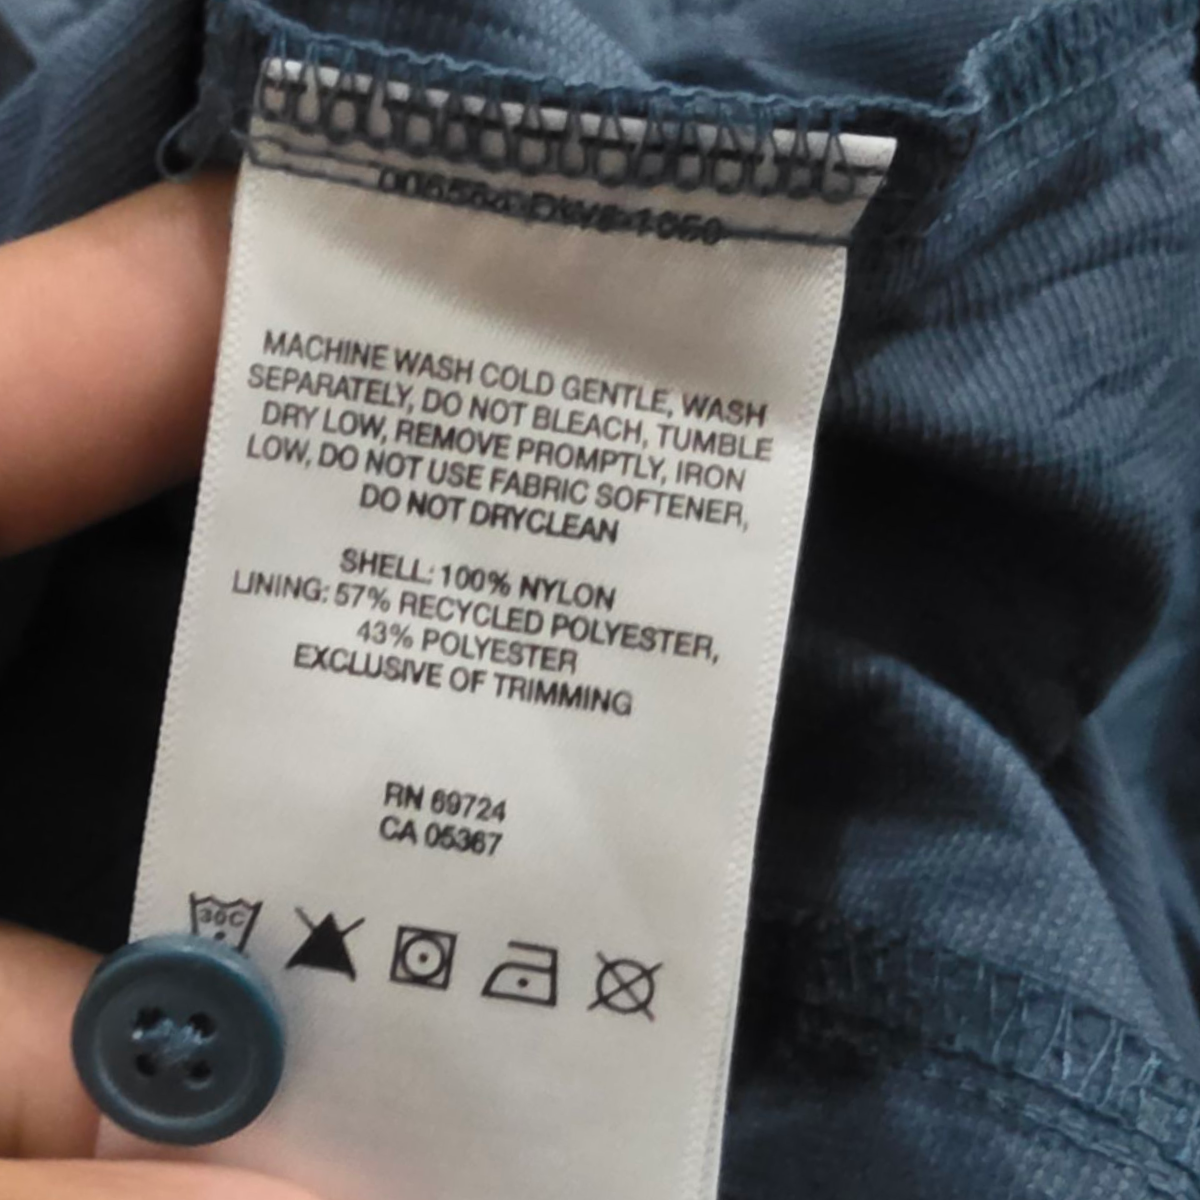 MACHINE WASH COLD GENTLE, WASH
SEPARATELY, DO NOT BLEACH, TUMBLE
DRY LOW, REMOVE PROMPTLY, IRON
LOW, DO NOT USE FABRIC SOFTENER,
DO NOT DRYCLEAN
SHELL: 100% NYLON
LINING: 57% RECYCLED POLYESTER,
43% POLYESTER
EXCLUSIVE OF TRIMMING
RN 69724
CA 05367
30C